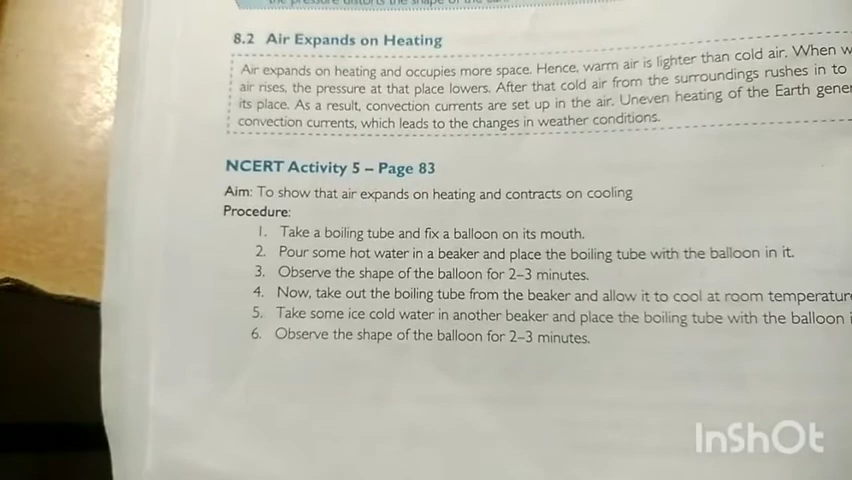 the pressure distorts the shape of the
8.2 Air Expands on Heating
Air expands on heating and occupies more space. Hence, warm air is lighter than cold air. When w
air rises, the pressure at that place lowers. After that cold air from the surroundings rushes in to
its place. As a result, convection currents are set up in the air. Uneven heating of the Earth gene
convection currents, which leads to the changes in weather conditions.
NCERT Activity 5 – Page 83
Aim: To show that air expands on heating and contracts on cooling
Procedure:
1. Take a boiling tube and fix a balloon on its mouth.
2. Pour some hot water in a beaker and place the boiling tube with the balloon in it.
3. Observe the shape of the balloon for 2–3 minutes.
4. Now, take out the boiling tube from the beaker and allow it to cool at room temperature
5. Take some ice cold water in another beaker and place the boiling tube with the balloon i
6. Observe the shape of the balloon for 2–3 minutes.
InShOt